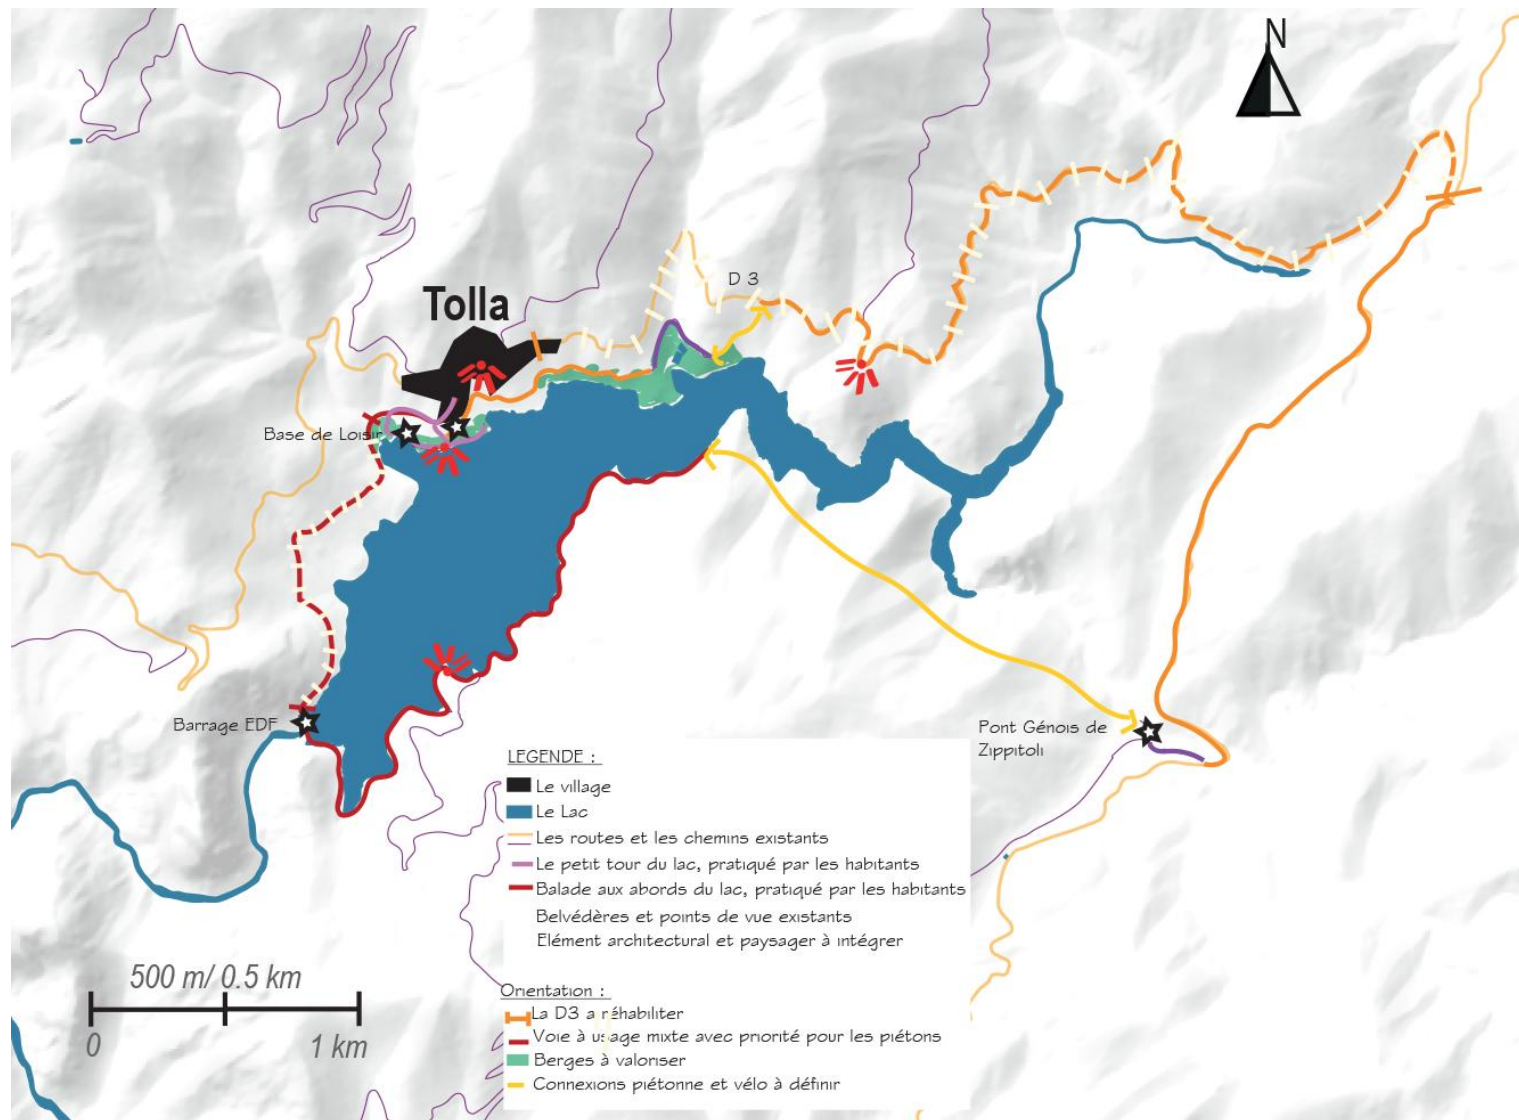 N
D 3
Tolla
Base de Loisir
Barrage EDF
Pont Génois de
Zippitoli
LEGENDE :
Le village
Le Lac
Les routes et les chemins existants
Le petit tour du lac, pratiqué par les habitants
Balade aux abords du lac, pratiqué par les habitants
Belvédères et points de vue existants
Elément architectural et paysager à intégrer
Orientation :
La D3 a réhabiliter
Voie à usage mixte avec priorité pour les piétons
Berges à valoriser
Connexions piétonne et vélo à définir
500 m/ 0.5 km
0
1 km